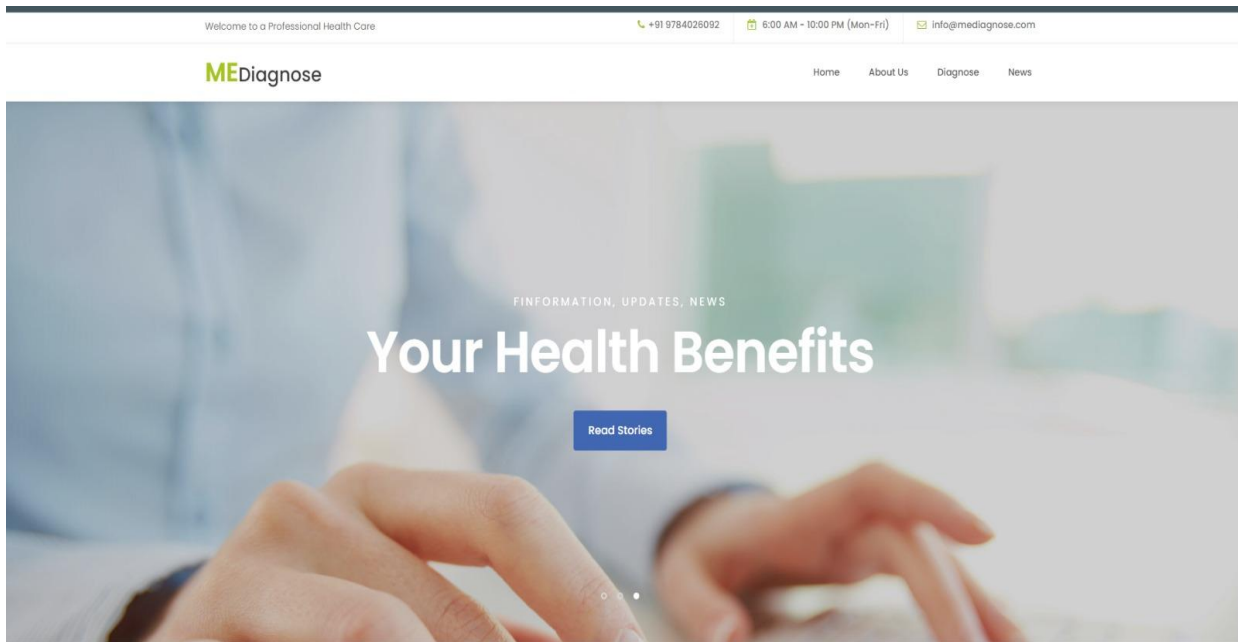 Welcome to a Professional Health Care
+91 9784026092
6:00 AM - 10:00 PM (Mon-Fri)
info@mediagnose.com
MEDiagnose
Home About Us Diagnose News
FINFORMATION, UPDATES, NEWS
Your Health Benefits
Read Stories